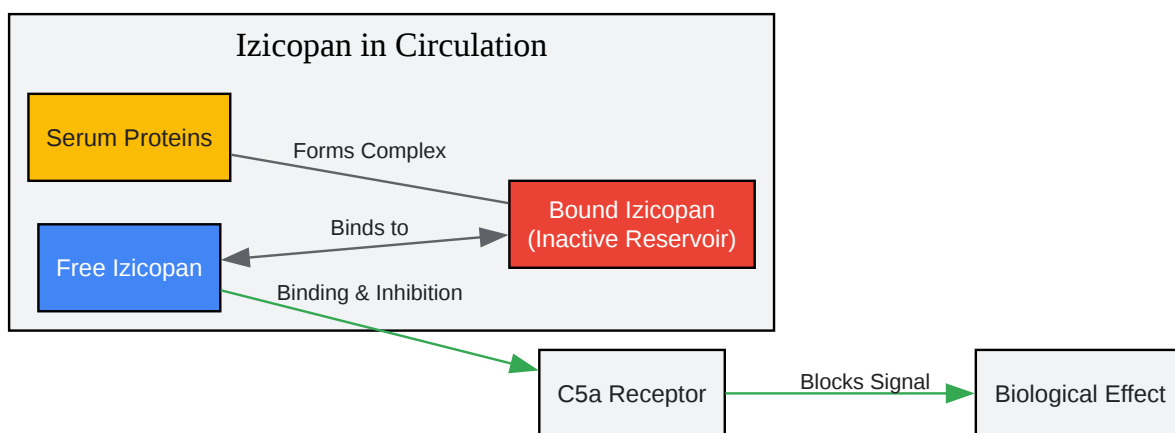 Izicopan in Circulation
Serum Proteins
Forms Complex
Bound Izicopan
(Inactive Reservoir)
Binds to
Free Izicopan
Binding & Inhibition
C5a Receptor
Blocks Signal
Biological Effect